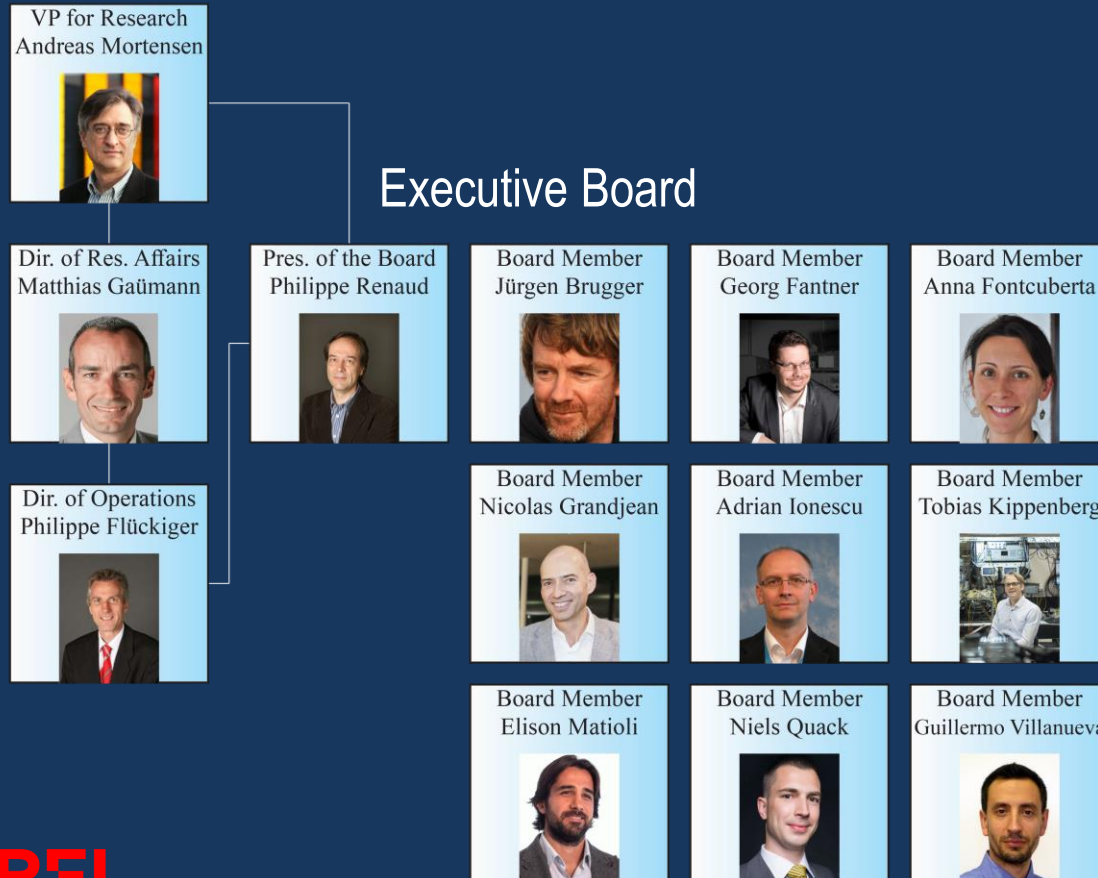 VP for Research
Andreas Mortensen
Executive Board
Dir. of Res. Affairs
Matthias Gaümann
Pres. of the Board
Philippe Renaud
Board Member
Jürgen Brugger
Board Member
Georg Fantner
Board Member
Anna Fontcuberta
Dir. of Operations
Philippe Flückiger
Board Member
Nicolas Grandjean
Board Member
Adrian Ionescu
Board Member
Tobias Kippenberg
Board Member
Elison Matioli
Board Member
Niels Quack
Board Member
Guillermo Villanueva